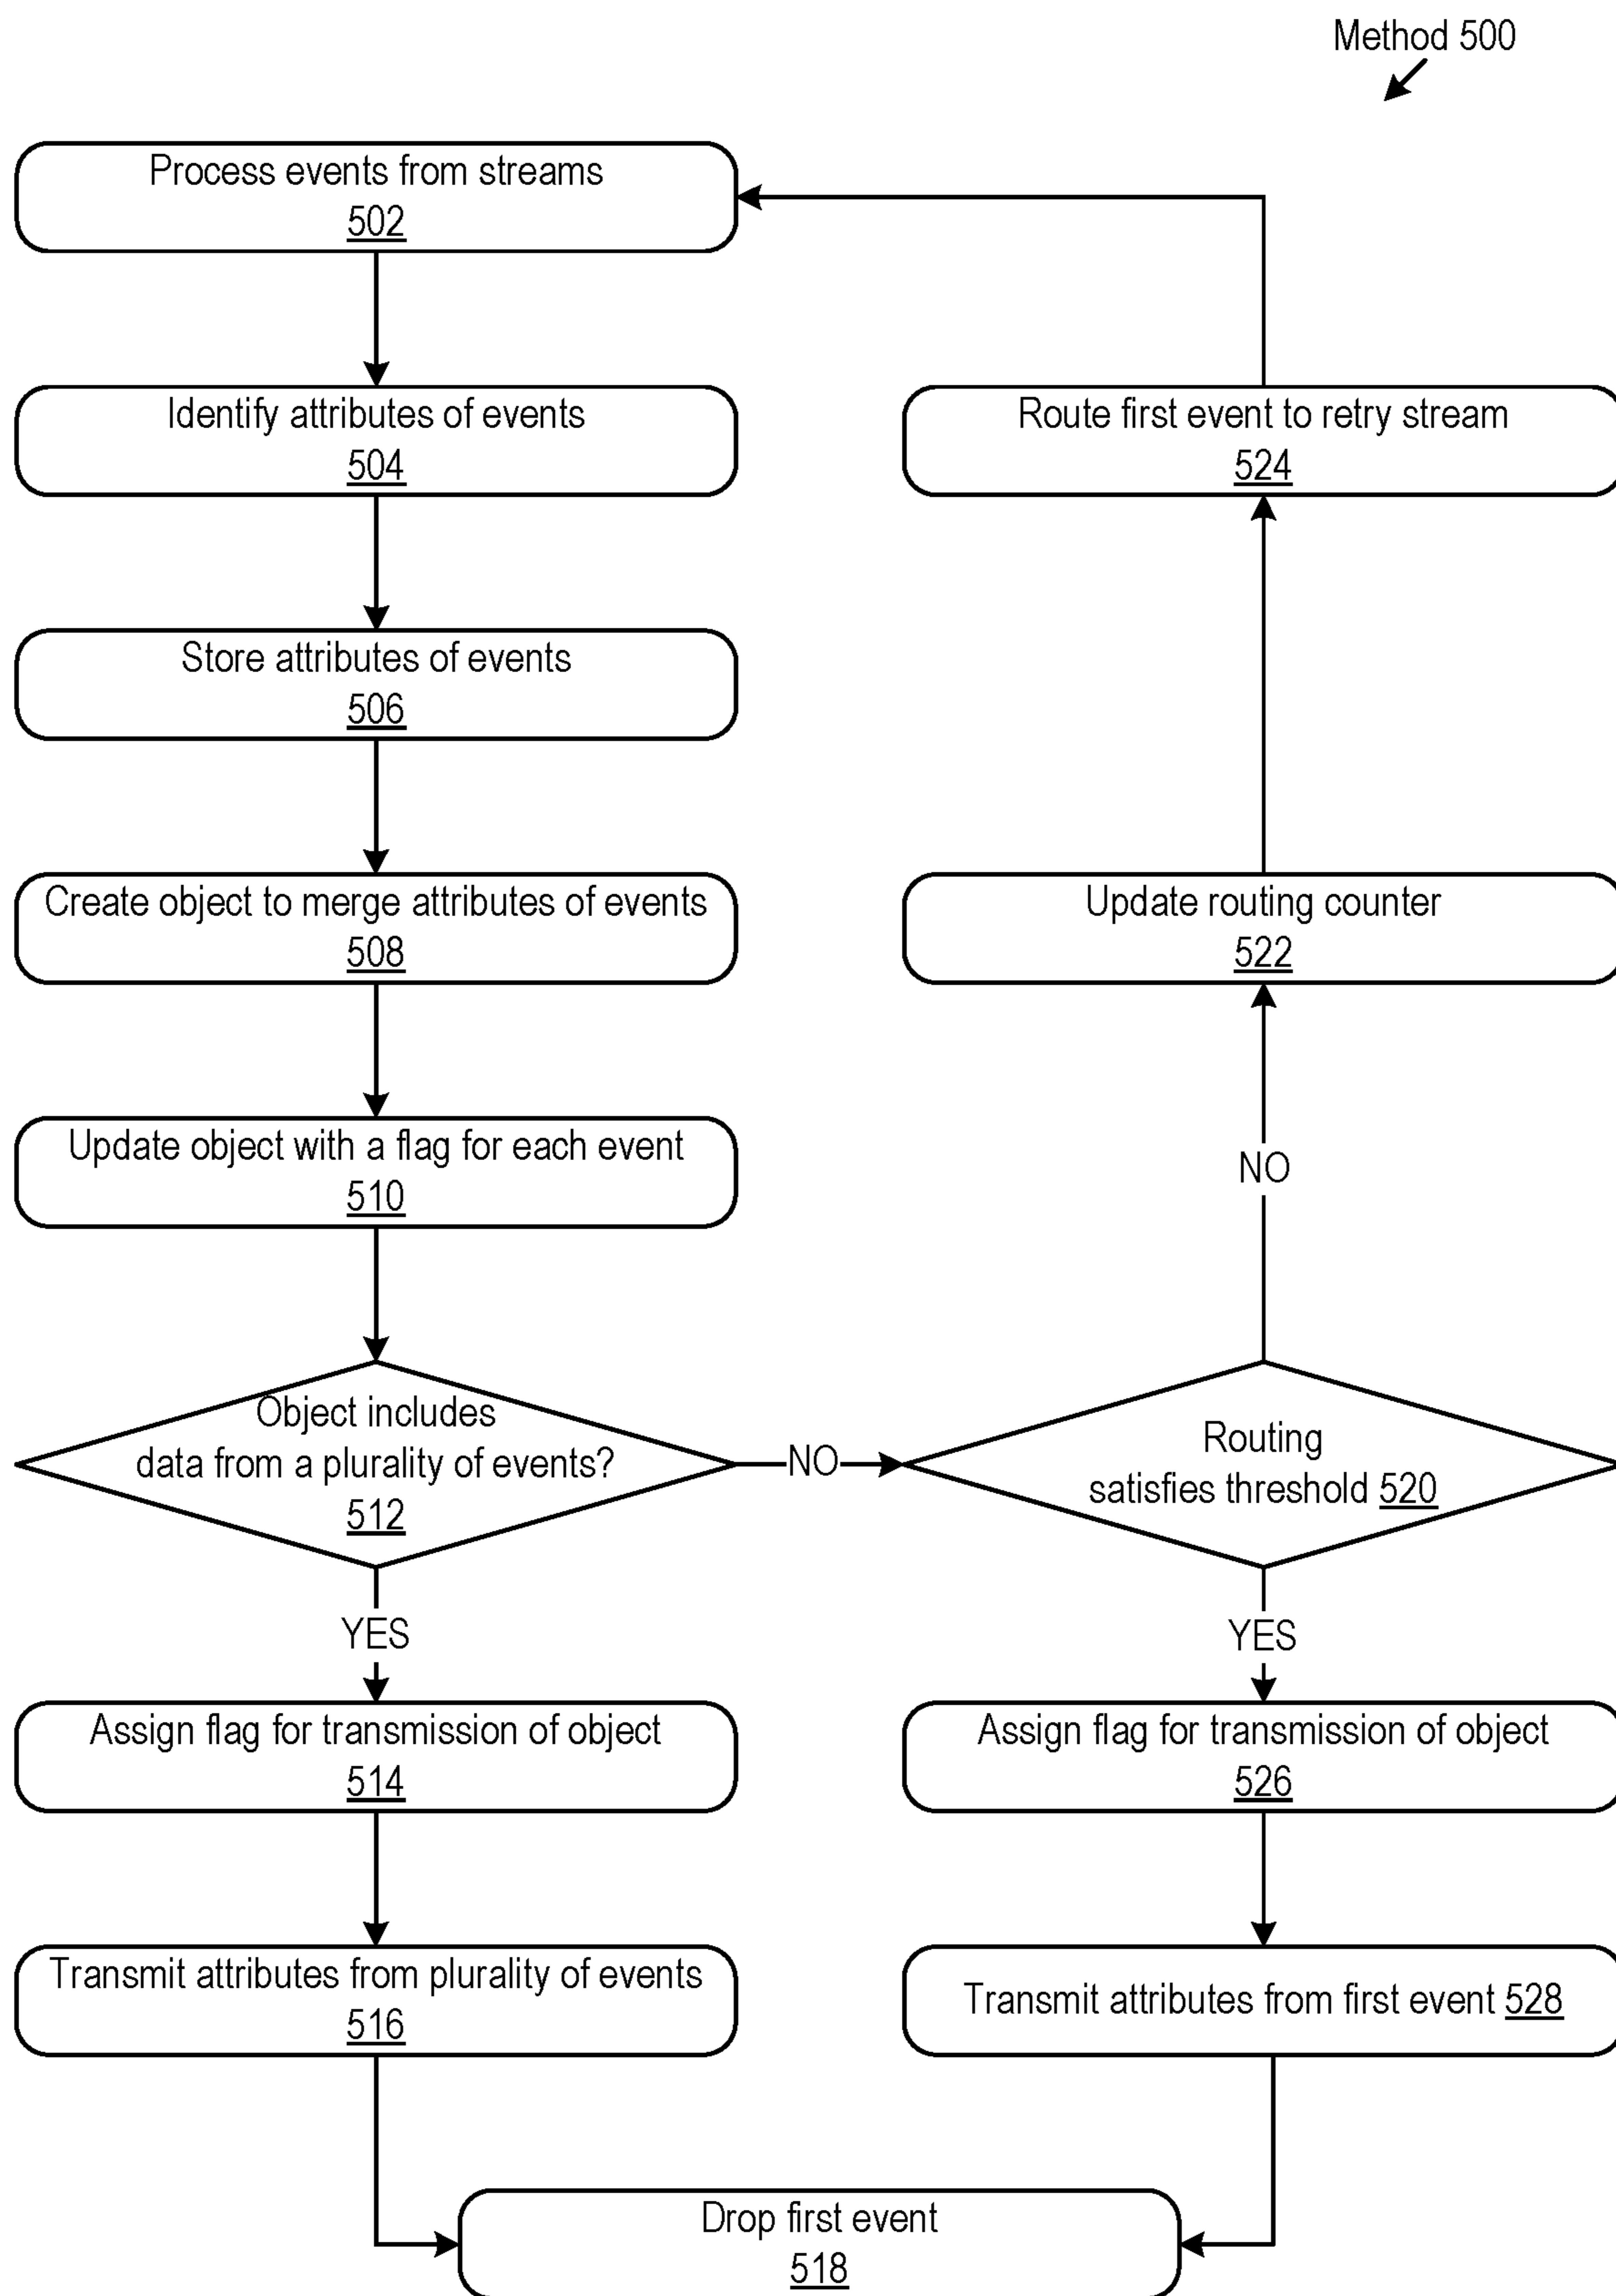 Method 500
Process events from streams
502
Identify attributes of events
504
Store attributes of events
506
Create object to merge attributes of events
508
Update object with a flag for each event
510
Object includes
data from a plurality of events?
512
YES
Assign flag for transmission of object
514
Transmit attributes from plurality of events
516
Drop first event
518
NO
Routing
satisfies threshold 520
NO
Update routing counter
522
Route first event to retry stream
524
YES
Assign flag for transmission of object
526
Transmit attributes from first event 528